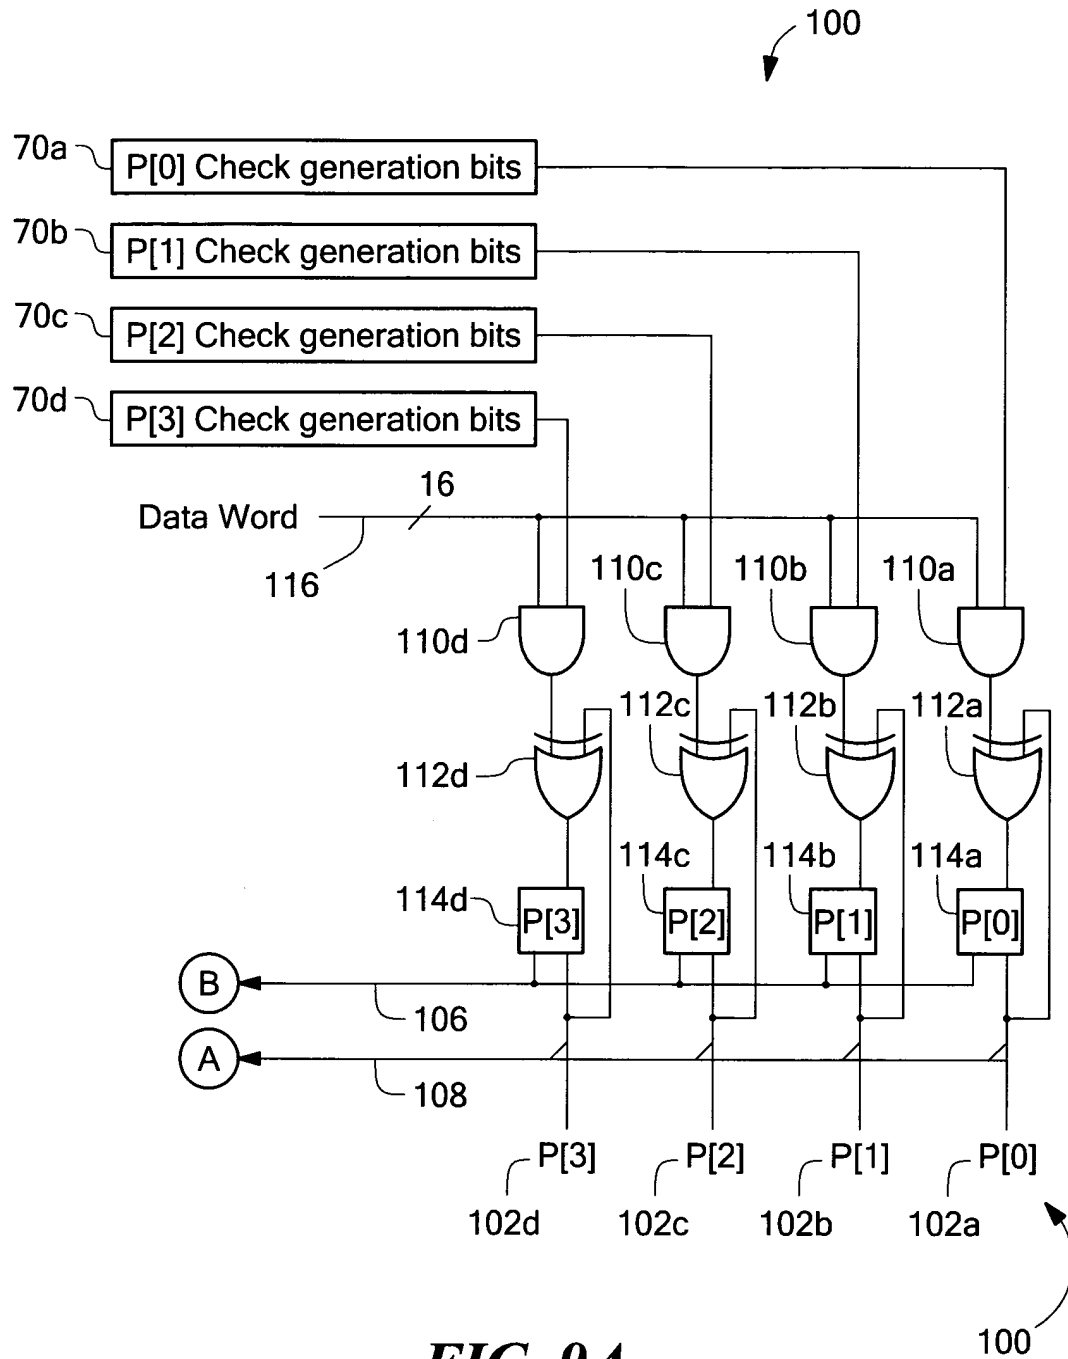 100
70a
P[0] Check generation bits
70b
P[1] Check generation bits
70c
P[2] Check generation bits
70d
P[3] Check generation bits
16
Data Word
116
110c
110b
110a
110d
112c
112b
112a
112d
114c
114b
114a
114d
P[3]
P[2]
P[1]
P[0]
B
106
A
108
P[3]
P[2]
P[1]
P[0]
102d
102c
102b
102a
100
FIG. 9A